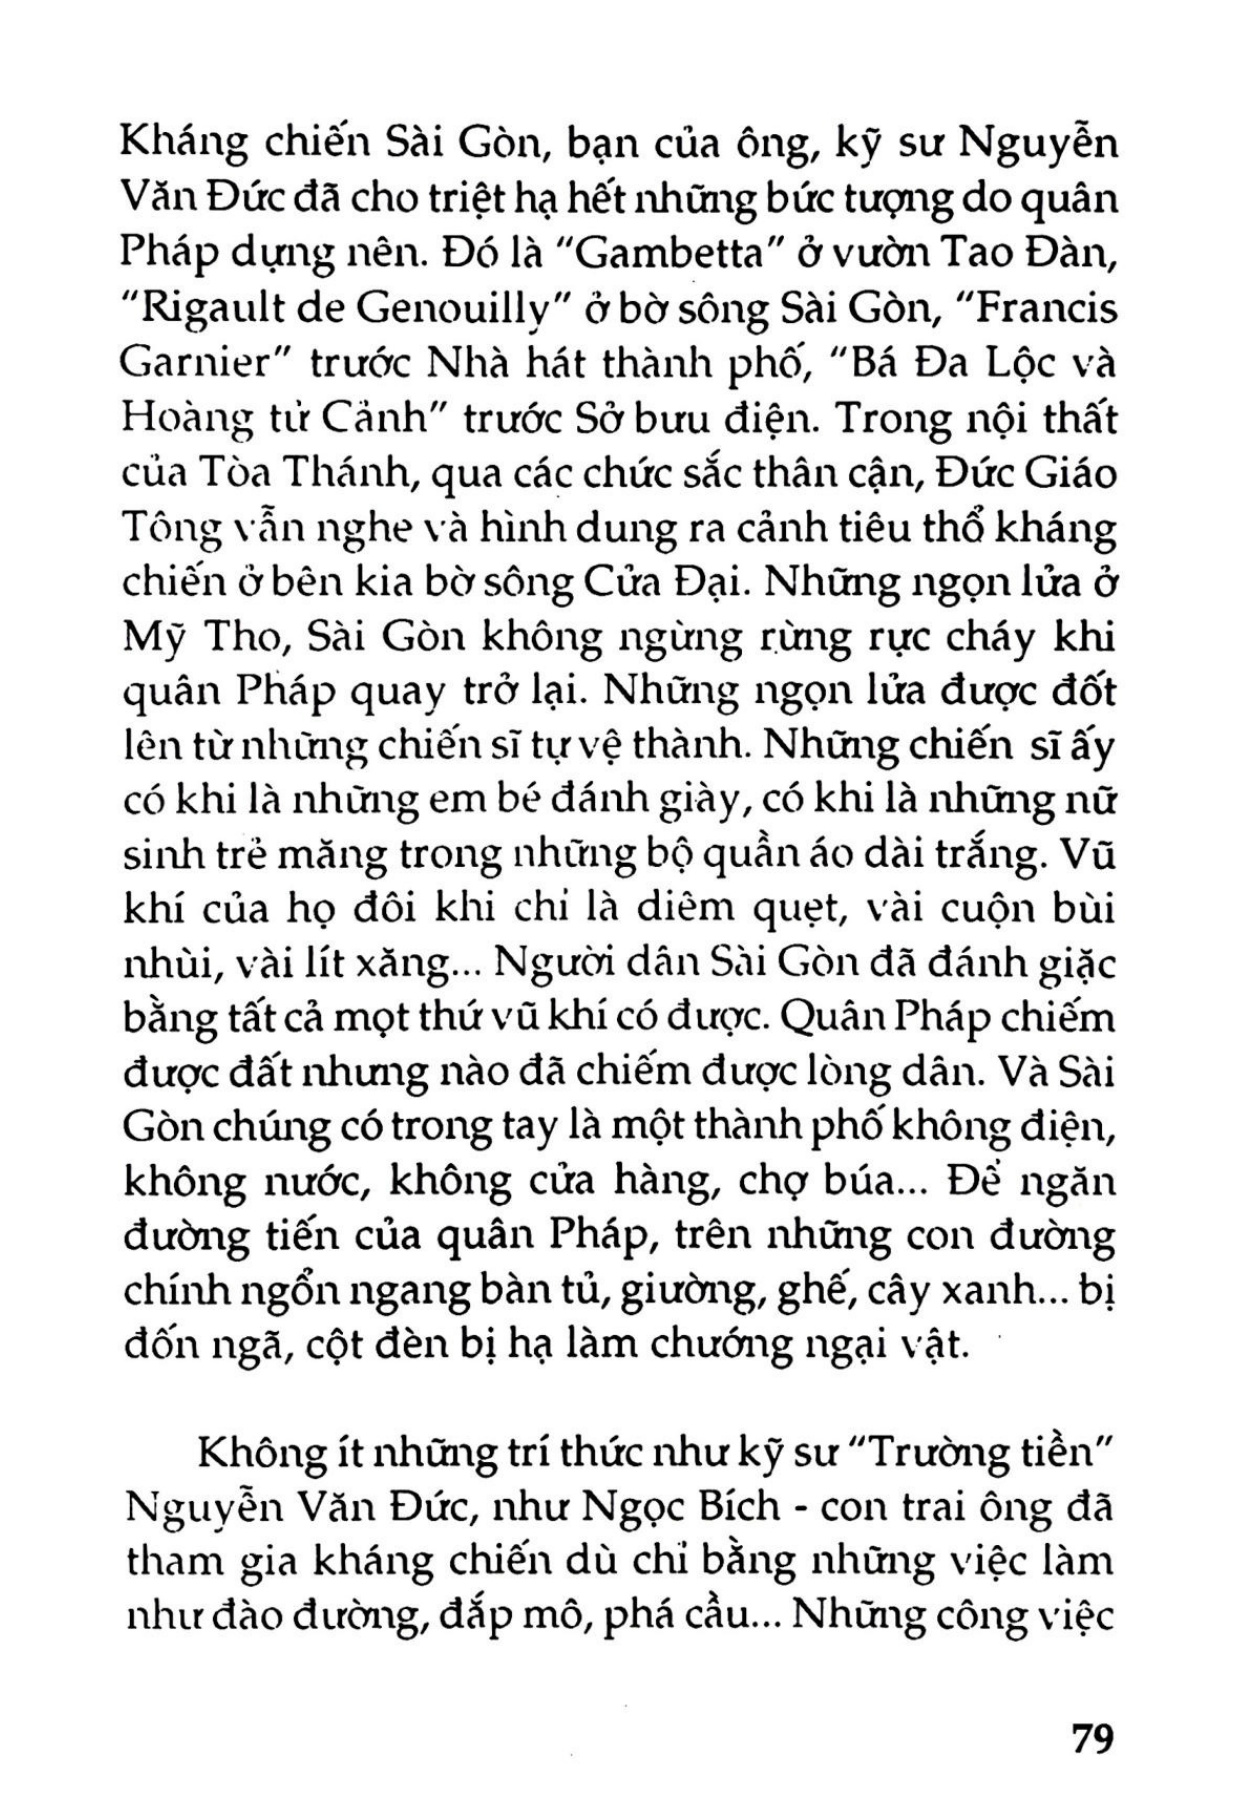 Kháng chiến Sài Gòn, bạn của ông, kỹ sư Nguyễn
Văn Đức đã cho triệt hạ hết những bức tượng do quân
Pháp dựng nên. Đó là "Gambetta" ở vườn Tao Đàn,
"Rigault de Genouilly" ở bờ sông Sài Gòn, "Francis
Garnier" trước Nhà hát thành phố, "Bá Đa Lộc và
Hoàng tử Cảnh" trước Sở bưu điện. Trong nội thất
của Tòa Thánh, qua các chức sắc thân cận, Đức Giáo
Tông vẫn nghe và hình dung ra cảnh tiêu thổ kháng
chiến ở bên kia bờ sông Cửa Đại. Những ngọn lửa ở
Mỹ Tho, Sài Gòn không ngừng rừng rực cháy khi
quân Pháp quay trở lại. Những ngọn lửa được đốt
lên từ những chiến sĩ tự vệ thành. Những chiến sĩ ấy
có khi là những em bé đánh giày, có khi là những nữ
sinh trẻ măng trong những bộ quần áo dài trắng. Vũ
khí của họ đôi khi chỉ là diêm quẹt, vài cuộn bùi
nhùi, vài lít xăng... Người dân Sài Gòn đã đánh giặc
bằng tất cả mọt thứ vũ khí có được. Quân Pháp chiếm
được đất nhưng nào đã chiếm được lòng dân. Và Sài
Gòn chúng có trong tay là một thành phố không điện,
không nước, không cửa hàng, chợ búa... Để ngăn
đường tiến của quân Pháp, trên những con đường
chính ngổn ngang bàn tủ, giường, ghế, cây xanh... bị
đốn ngã, cột đèn bị hạ làm chướng ngại vật.
Không ít những trí thức như kỹ sư "Trường tiền"
Nguyễn Văn Đức, như Ngọc Bích - con trai ông đã
tham gia kháng chiến dù chỉ bằng những việc làm
như đào đường, đắp mô, phá cầu... Những công việc
79